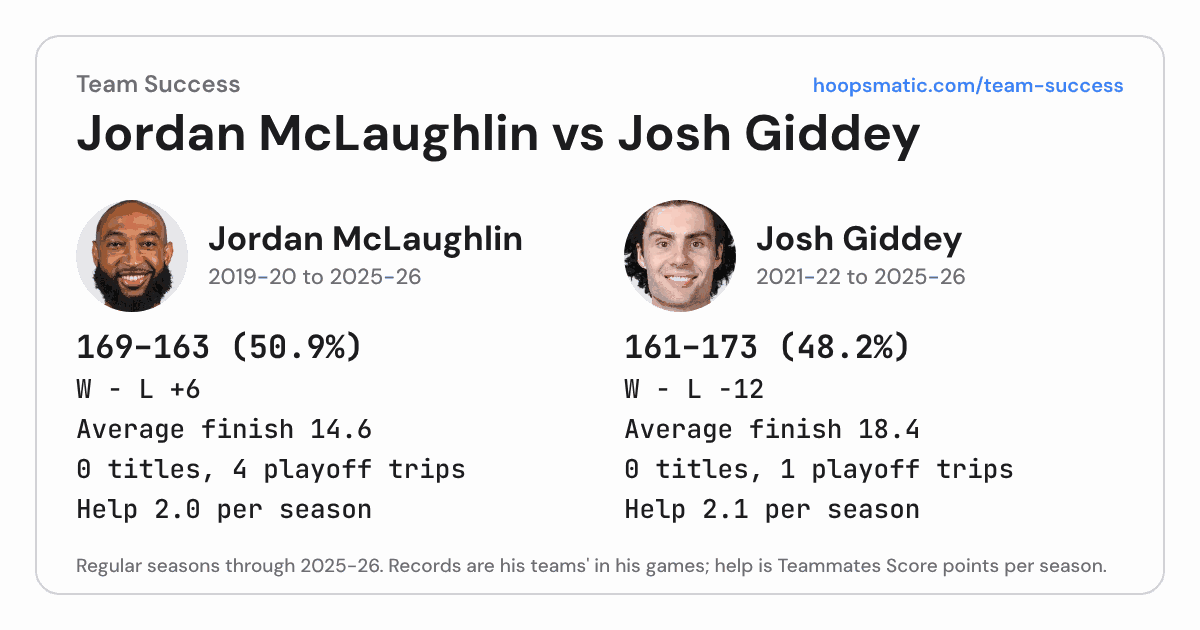 Team Success
hoopsmatic.com/team-success
Jordan McLaughlin vs Josh Giddey
Jordan McLaughlin
2019-20 to 2025-26
169-163 (50.9%)
W - L +6
Average finish 14.6
0 titles, 4 playoff trips
Help 2.0 per season
Josh Giddey
2021-22 to 2025-26
161-173 (48.2%)
W - L -12
Average finish 18.4
0 titles, 1 playoff trips
Help 2.1 per season
Regular seasons through 2025-26. Records are his teams' in his games; help is Teammates Score points per season.